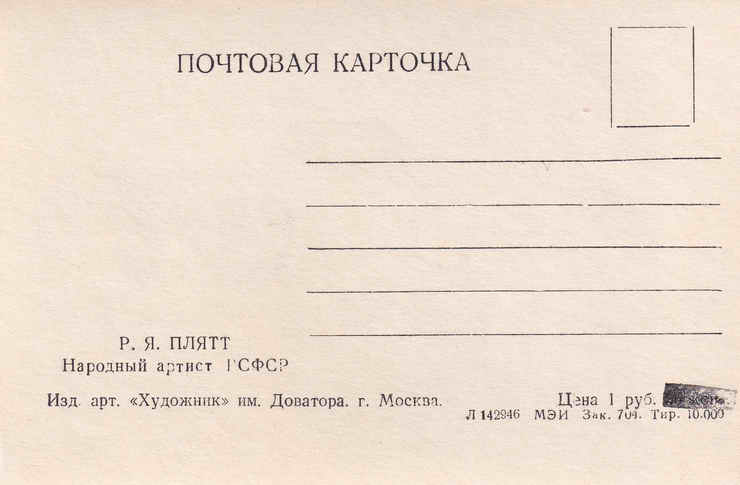 ПОЧТОВАЯ КАРТОЧКА
Р. Я. ПЛЯТТ
Народный артист РСФСР
Изд. арт. «Художник» им. Доватора. г. Москва.
Цена 1 руб.
Л 142946 МЭИ Зак. 704. Тир. 10.000